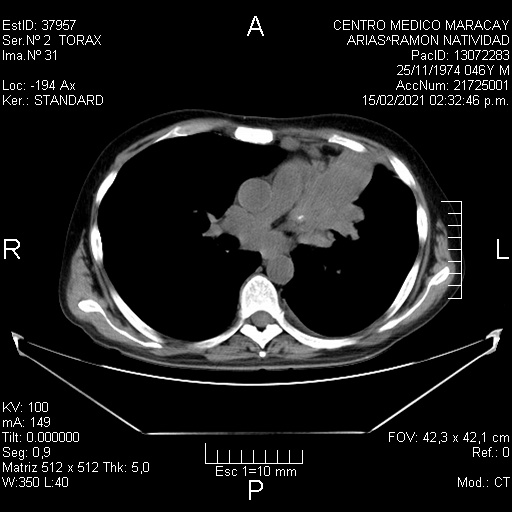 EstID: 37957
Ser.Nº 2 TORAX
Ima.Nº 31
Loc: -194 Ax
Ker.: STANDARD
A
CENTRO MEDICO MARACAY
ARIAS^RAMON NATIVIDAD
PacID: 13072283
25/11/1974 046Y M
AccNum: 21725001
15/02/2021 02:32:46 p.m.
R
L
KV: 100
mA: 149
Tilt: 0.000000
Seg: 0,9
Matriz 512 x 512 Thk: 5,0
W:350 L:40
Esc 1=10 mm
P
FOV: 42,3 x 42,1 cm
Ref.: 0
Mod.: CT